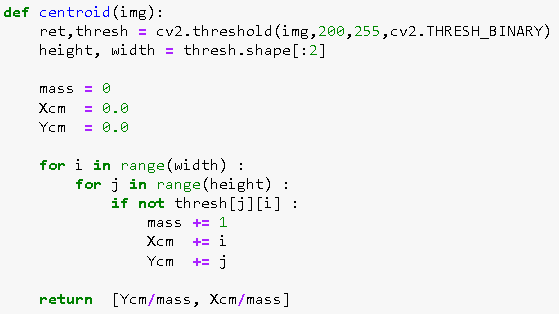 def centroid(img):
    ret,thresh = cv2.threshold(img,200,255,cv2.THRESH_BINARY)
    height, width = thresh.shape[:2]

    mass = 0
    Xcm  = 0.0
    Ycm  = 0.0

    for i in range(width) :
        for j in range(height) :
            if not thresh[j][i] :
                mass += 1
                Xcm  += i
                Ycm  += j

    return  [Ycm/mass, Xcm/mass]